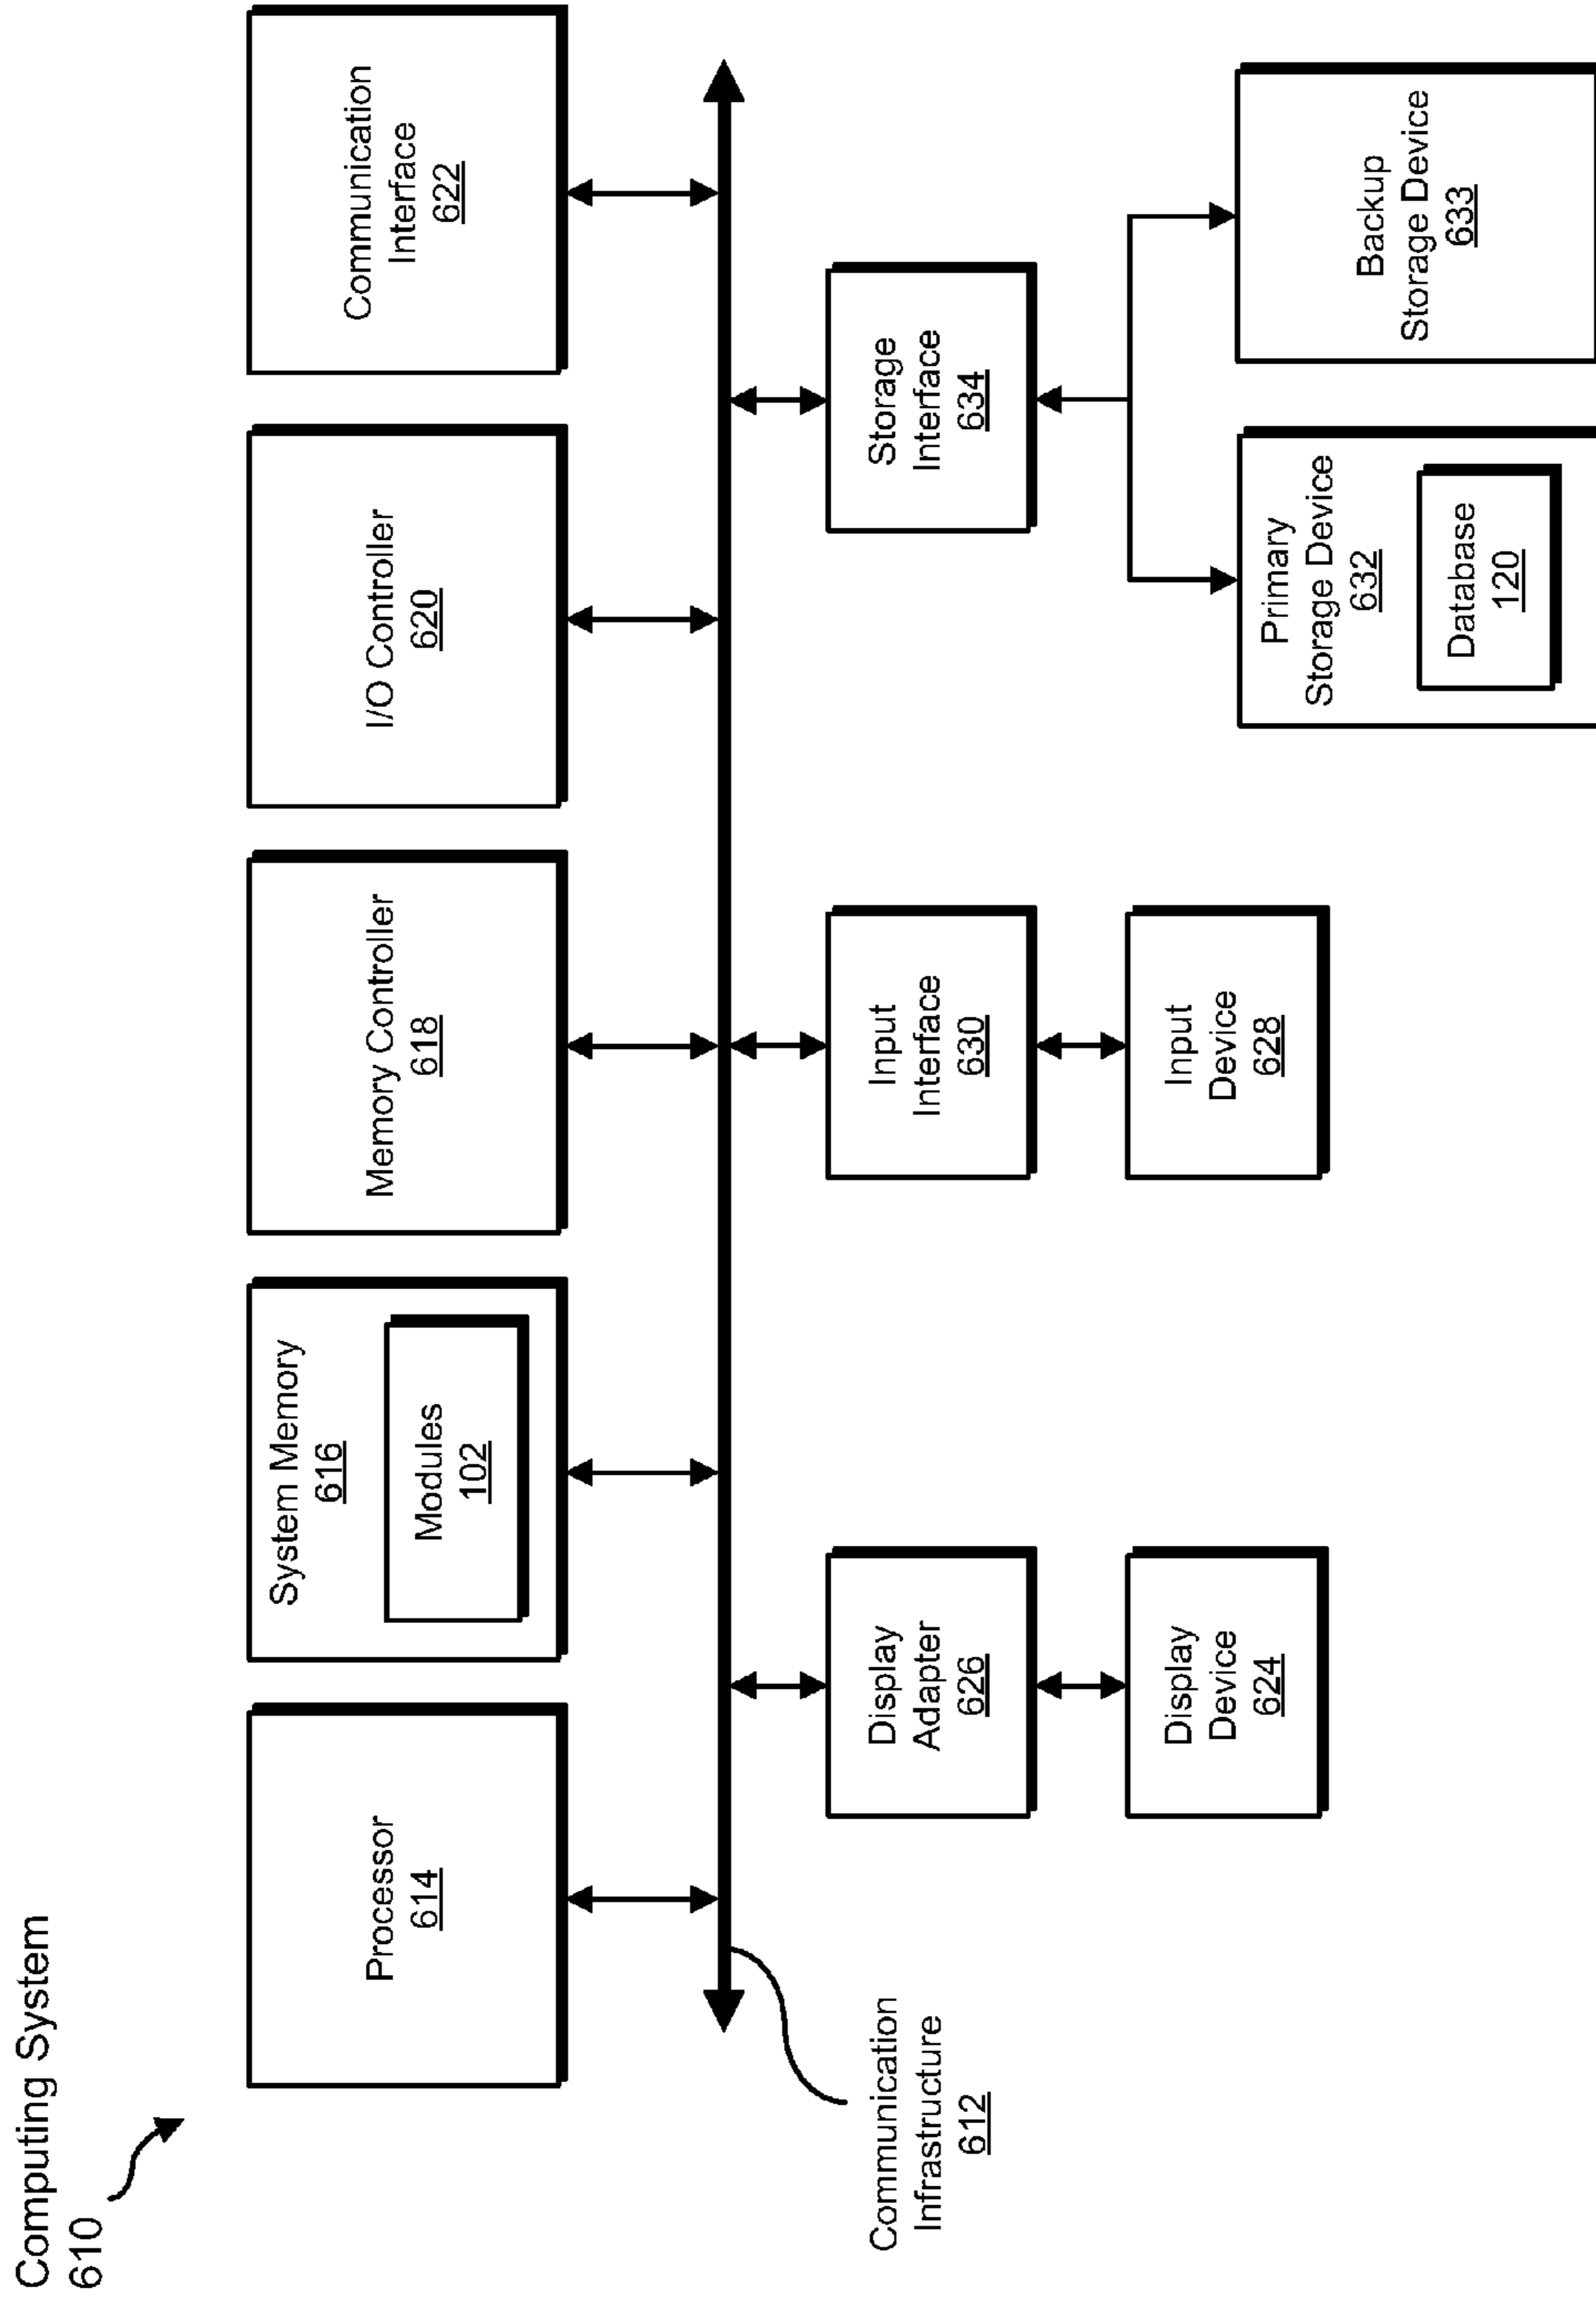 Computing System
610
Processor
614
System Memory
616
Modules
102
Memory Controller
618
I/O Controller
620
Communication
Interface
622
Communication
Infrastructure
612
Display
Adapter
626
Display
Device
624
Input
Interface
630
Input
Device
628
Storage
Interface
634
Primary
Storage Device
632
Database
120
Backup
Storage Device
633